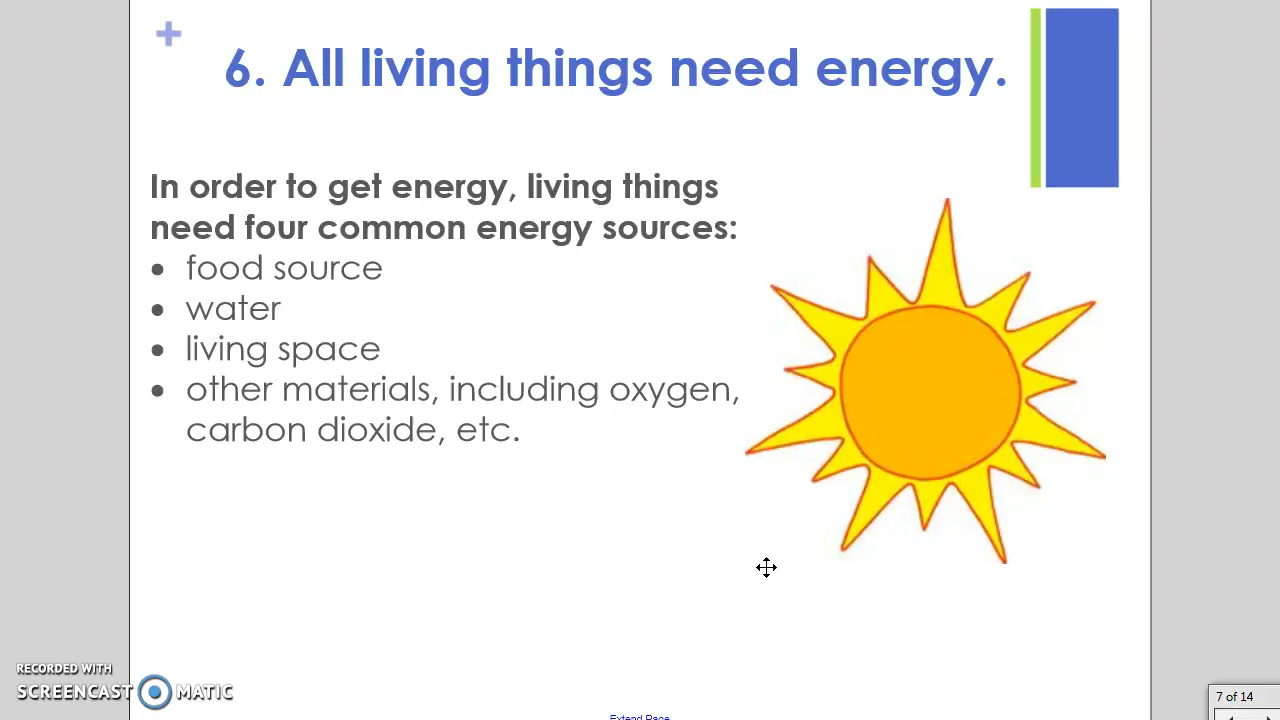 6. All living things need energy.
In order to get energy, living things
need four common energy sources:
• food source
• water
• living space
• other materials, including oxygen,
carbon dioxide, etc.
RECORDED WITH
SCREENCAST MATIC
7 of 14
Extend Page